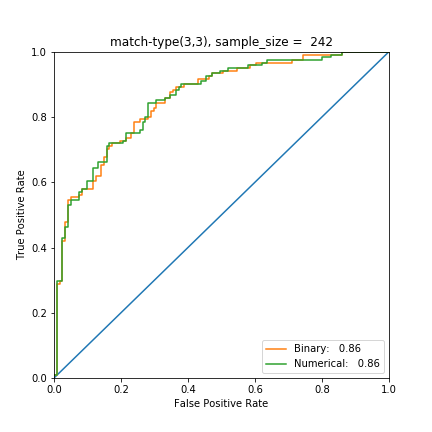 match-type(3,3), sample_size =  242
1.0
0.8
0.6
0.4
0.2
0.0
True Positive Rate
0.0 0.2 0.4 0.6 0.8 1.0
False Positive Rate
Binary:   0.86
Numerical:   0.86